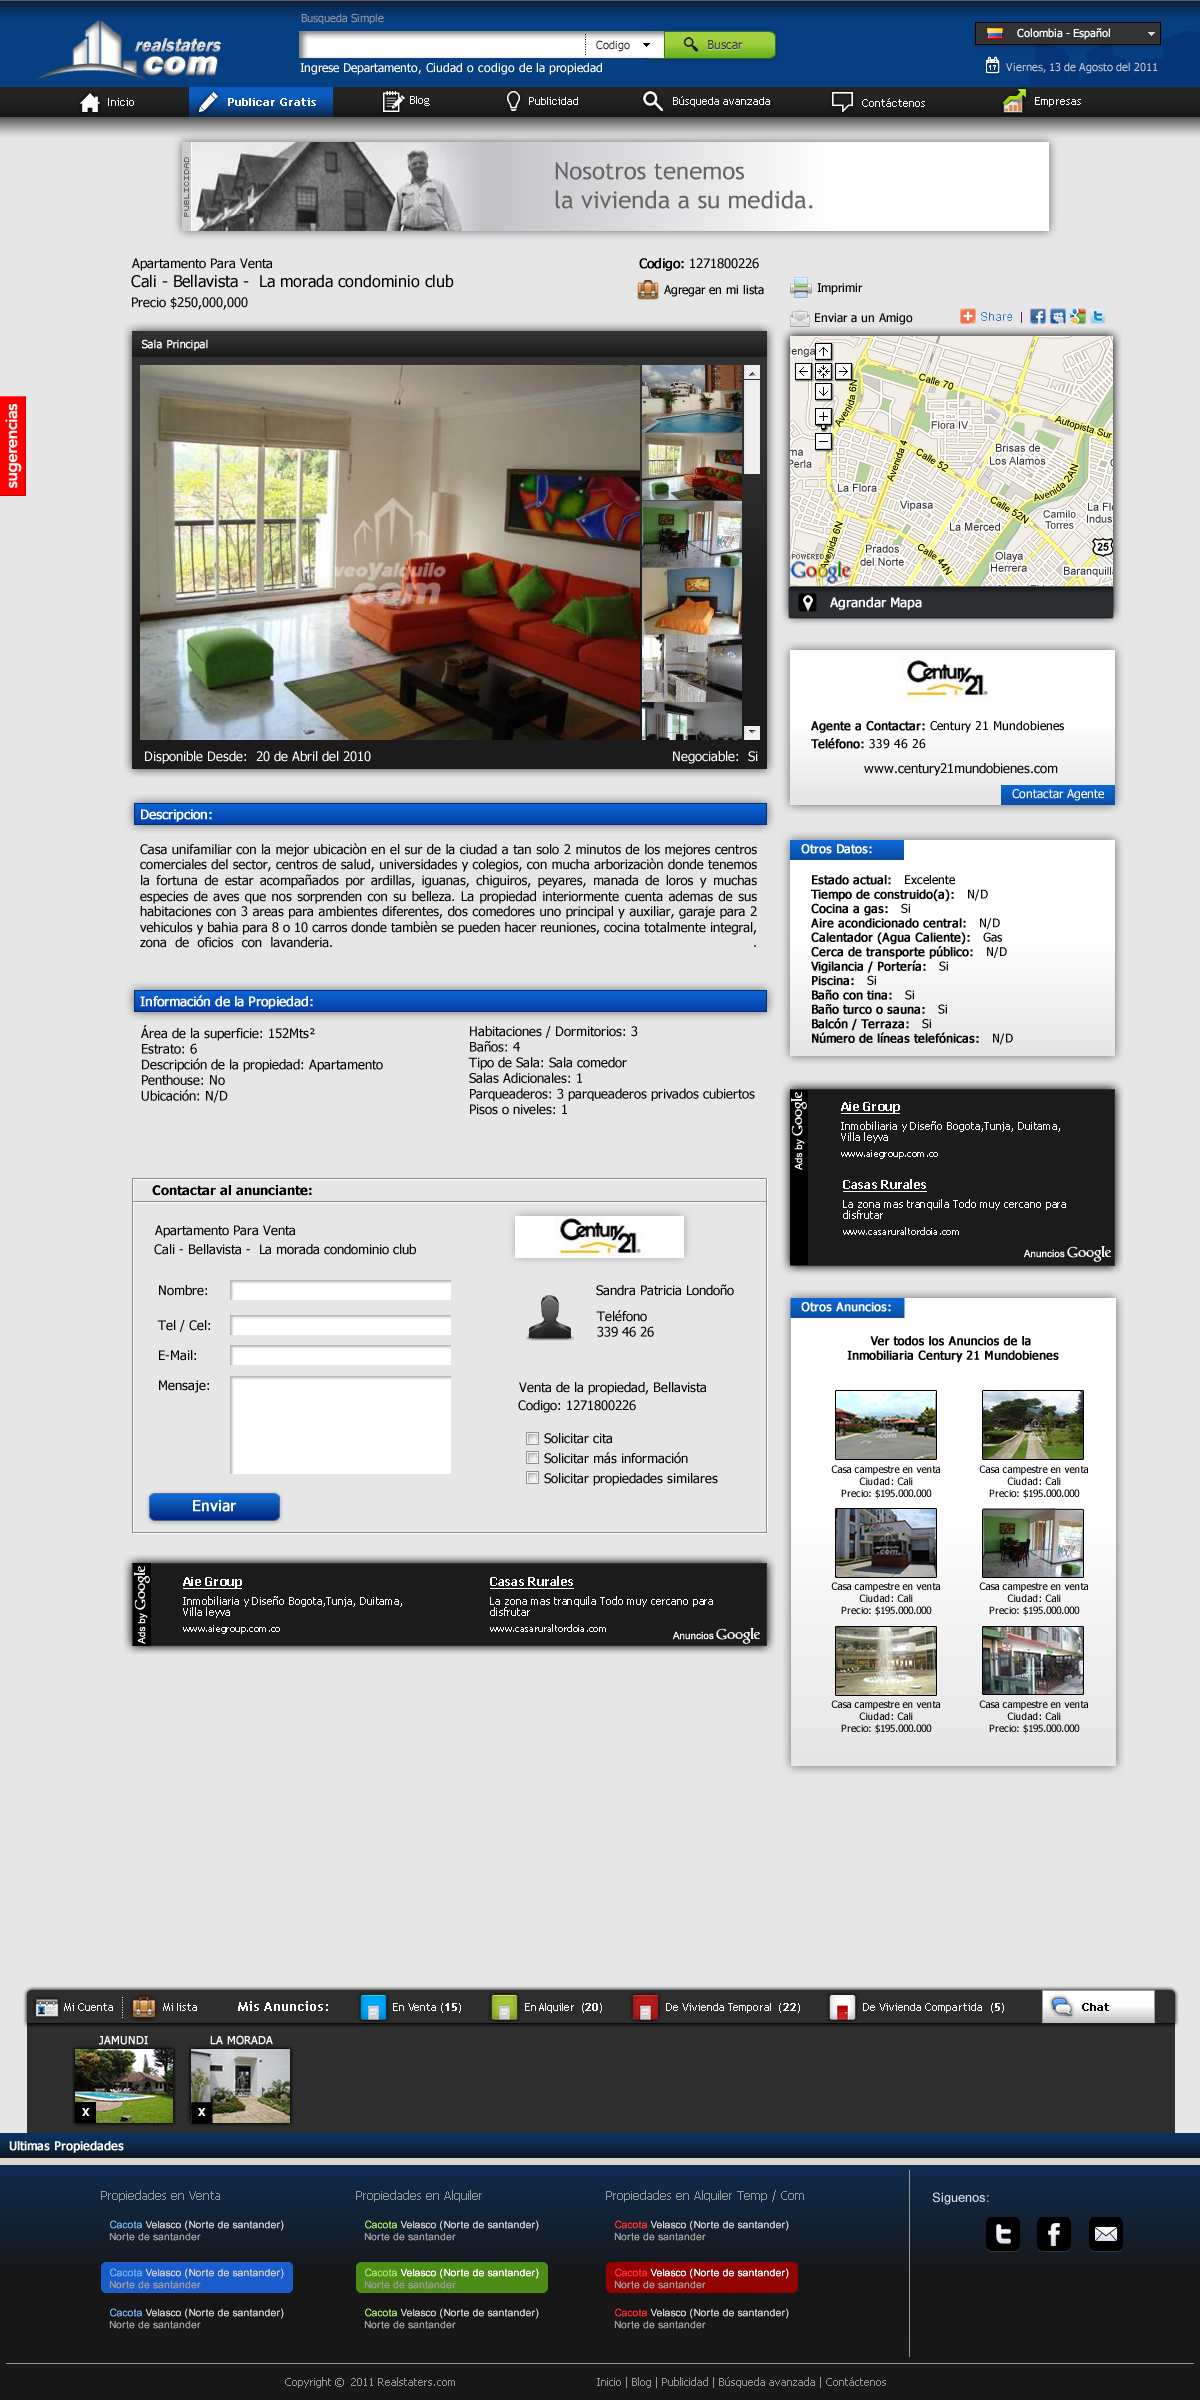 Busqueda Simple
realstaters
.com
Codigo
Buscar
Ingrese Departamento, Ciudad o codigo de la propiedad
Colombia - Español
17
Viernes, 13 de Agosto del 2011
Inicio
Publicar Gratis
Blog
Publicidad
Búsqueda avanzada
Contáctenos
Empresas
PUBLICIDAD
Nosotros tenemos
la vivienda a su medida.
Apartamento Para Venta
Cali - Bellavista - La morada condominio club
Precio $250,000,000
Codigo: 1271800226
Agregar en mi lista
Imprimir
Enviar a un Amigo
Share |
sugerencias
Sala Principal
.com
Disponible Desde: 20 de Abril del 2010
Negociable: Si
enga
Calle 70
Avenida 6N
Flora IV
Autopista Sur
Avenida 4
Brisas de
Los Alamos
ma
Perla
Calle 52
La Flora
Avenida 2AN
Vipasa
Calle 52N
Camilo
Torres
La Fl
Indus
La Merced
Avenida 6N
Prados
del Norte
Calle 44N
Olaya
Herrera
25
Baranquill
POWERED BY
Google
Agrandar Mapa
Century 21
Agente a Contactar: Century 21 Mundobienes
Teléfono: 339 46 26
www.century21mundobienes.com
Contactar Agente
Descripcion:
Casa unifamiliar con la mejor ubicaciòn en el sur de la ciudad a tan solo 2 minutos de los mejores centros
comerciales del sector, centros de salud, universidades y colegios, con mucha arborizaciòn donde tenemos
la fortuna de estar acompañados por ardillas, iguanas, chiguiros, peyares, manada de loros y muchas
especies de aves que nos sorprenden con su belleza. La propiedad interiormente cuenta ademas de sus
habitaciones con 3 areas para ambientes diferentes, dos comedores uno principal y auxiliar, garaje para 2
vehiculos y bahia para 8 o 10 carros donde tambièn se pueden hacer reuniones, cocina totalmente integral,
zona de oficios con lavanderia. .
Otros Datos:
Estado actual: Excelente
Tiempo de construido(a): N/D
Cocina a gas: Si
Aire acondicionado central: N/D
Calentador (Agua Caliente): Gas
Cerca de transporte público: N/D
Vigilancia / Portería: Si
Piscina: Si
Baño con tina: Si
Baño turco o sauna: Si
Balcón / Terraza: Si
Número de líneas telefónicas: N/D
Información de la Propiedad:
Área de la superficie: 152Mts²
Estrato: 6
Descripción de la propiedad: Apartamento
Penthouse: No
Ubicación: N/D
Habitaciones / Dormitorios: 3
Baños: 4
Tipo de Sala: Sala comedor
Salas Adicionales: 1
Parqueaderos: 3 parqueaderos privados cubiertos
Pisos o niveles: 1
Ads by Google
Aie Group
Inmobiliaria y Diseño Bogota,Tunja, Duitama,
Villa leyva
www.aiegroup.com.co
Casas Rurales
La zona mas tranquila Todo muy cercano para
disfrutar
www.casaruraltordoia.com
Anuncios Google
Contactar al anunciante:
Apartamento Para Venta
Cali - Bellavista - La morada condominio club
Century 21
Nombre:
Tel / Cel:
E-Mail:
Mensaje:
Enviar
Sandra Patricia Londoño
Teléfono
339 46 26
Venta de la propiedad, Bellavista
Codigo: 1271800226
Solicitar cita
Solicitar más información
Solicitar propiedades similares
Otros Anuncios:
Ver todos los Anuncios de la
Inmobiliaria Century 21 Mundobienes
Casa campestre en venta
Ciudad: Cali
Precio: $195.000.000
Casa campestre en venta
Ciudad: Cali
Precio: $195.000.000
Casa campestre en venta
Ciudad: Cali
Precio: $195.000.000
Casa campestre en venta
Ciudad: Cali
Precio: $195.000.000
Casa campestre en venta
Ciudad: Cali
Precio: $195.000.000
Casa campestre en venta
Ciudad: Cali
Precio: $195.000.000
Ads by Google
Aie Group
Inmobiliaria y Diseño Bogota,Tunja, Duitama,
Villa leyva
www.aiegroup.com.co
Casas Rurales
La zona mas tranquila Todo muy cercano para
disfrutar
www.casaruraltordoia.com
Anuncios Google
Mi Cuenta
Mi lista
Mis Anuncios:
En Venta (15)
En Alquiler (20)
De Vivienda Temporal (22)
De Vivienda Compartida (5)
Chat
JAMUNDI
LA MORADA
X
X
Ultimas Propiedades
Propiedades en Venta
Cacota Velasco (Norte de santander)
Norte de santander
Cacota Velasco (Norte de santander)
Norte de santander
Cacota Velasco (Norte de santander)
Norte de santander
Propiedades en Alquiler
Cacota Velasco (Norte de santander)
Norte de santander
Cacota Velasco (Norte de santander)
Norte de santander
Cacota Velasco (Norte de santander)
Norte de santander
Propiedades en Alquiler Temp / Com
Cacota Velasco (Norte de santander)
Norte de santander
Cacota Velasco (Norte de santander)
Norte de santander
Cacota Velasco (Norte de santander)
Norte de santander
Siguenos:
Copyright © 2011 Realstaters.com
Inicio | Blog | Publicidad | Búsqueda avanzada | Contáctenos